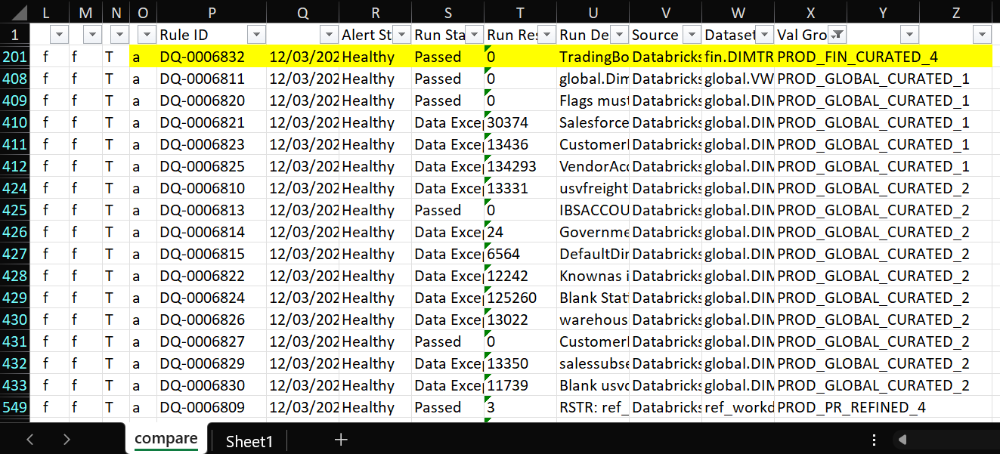 L M N O P Q R S T U V W X Y Z
1 Rule ID Alert St Run Sta Run Res Run De Source Dataset Val Gro
201 f f T a DQ-0006832 12/03/202 Healthy Passed 0 TradingBo Databricks fin.DIMTR PROD_FIN_CURATED_4
408 f f T a DQ-0006811 12/03/202 Healthy Passed 0 global.Dim Databricks global.VW PROD_GLOBAL_CURATED_1
409 f f T a DQ-0006820 12/03/202 Healthy Passed 0 Flags must Databricks global.DIM PROD_GLOBAL_CURATED_1
410 f f T a DQ-0006821 12/03/202 Healthy Data Excep 30374 Salesforce Databricks global.DIM PROD_GLOBAL_CURATED_1
411 f f T a DQ-0006823 12/03/202 Healthy Data Excep 13436 Customer Databricks global.DIM PROD_GLOBAL_CURATED_1
412 f f T a DQ-0006825 12/03/202 Healthy Data Excep 134293 VendorAcc Databricks global.DIM PROD_GLOBAL_CURATED_1
424 f f T a DQ-0006810 12/03/202 Healthy Data Excep 13331 usvfreight Databricks global.DIM PROD_GLOBAL_CURATED_2
425 f f T a DQ-0006813 12/03/202 Healthy Passed 0 IBSACCOU Databricks global.DIM PROD_GLOBAL_CURATED_2
426 f f T a DQ-0006814 12/03/202 Healthy Data Excep 24 Governme Databricks global.DIM PROD_GLOBAL_CURATED_2
427 f f T a DQ-0006815 12/03/202 Healthy Data Excep 6564 DefaultDir Databricks global.DIM PROD_GLOBAL_CURATED_2
428 f f T a DQ-0006822 12/03/202 Healthy Data Excep 12242 Knownas i Databricks global.DIM PROD_GLOBAL_CURATED_2
429 f f T a DQ-0006824 12/03/202 Healthy Data Excep 125260 Blank Stat Databricks global.DIM PROD_GLOBAL_CURATED_2
430 f f T a DQ-0006826 12/03/202 Healthy Data Excep 13022 warehous Databricks global.DIM PROD_GLOBAL_CURATED_2
431 f f T a DQ-0006827 12/03/202 Healthy Passed 0 Customer Databricks global.DIM PROD_GLOBAL_CURATED_2
432 f f T a DQ-0006829 12/03/202 Healthy Data Excep 13350 salessubse Databricks global.DIM PROD_GLOBAL_CURATED_2
433 f f T a DQ-0006830 12/03/202 Healthy Data Excep 11739 Blank usvc Databricks global.DIM PROD_GLOBAL_CURATED_2
549 f f T a DQ-0006809 12/03/202 Healthy Passed 3 RSTR: ref_ Databricks ref_workd PROD_PR_REFINED_4
compare Sheet1